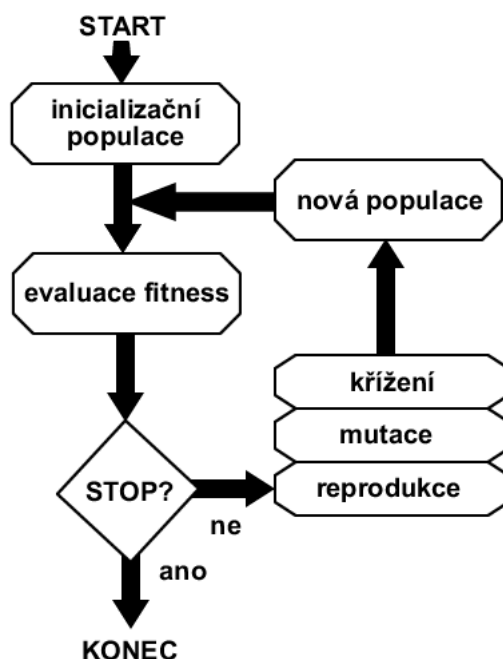 START
inicializační
populace
nová populace
evaluace fitness
křížení
mutace
reprodukce
STOP?
ne
ano
KONEC